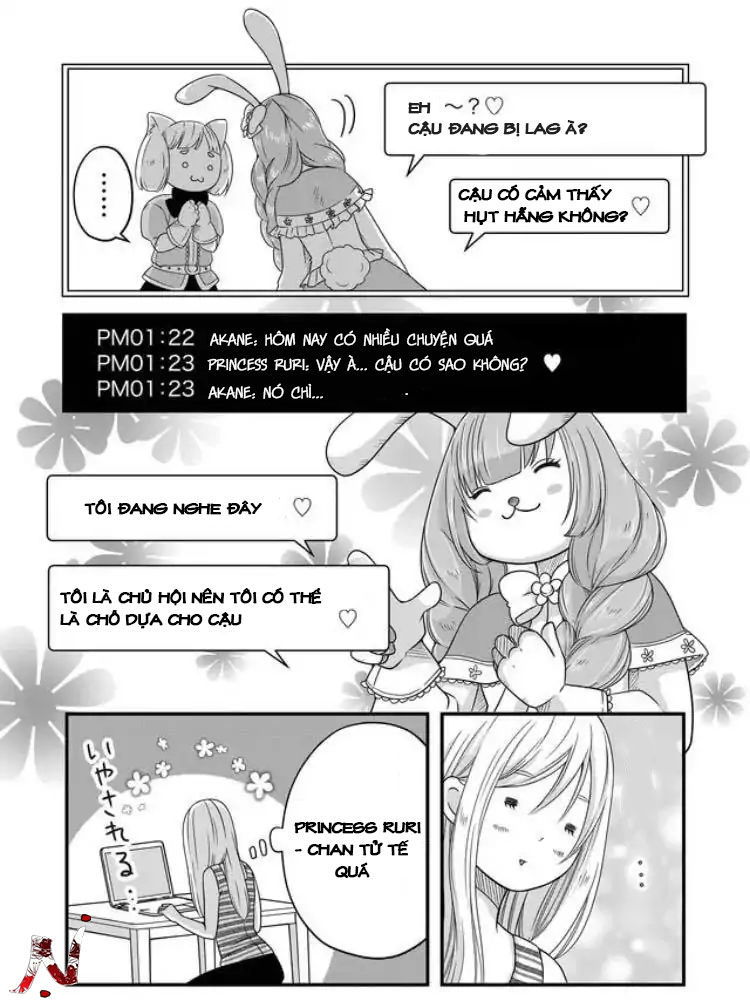 EH ～?♡
CẬU ĐANG BỊ LAG À?
CẬU CÓ CẢM THẤY
HỤT HẪNG KHÔNG? ♡
PM01:22 AKANE: HÔM NAY CÓ NHIỀU CHUYỆN QUÁ
PM01:23 PRINCESS RURI: VẬY À... CẬU CÓ SAO KHÔNG? ♥
PM01:23 AKANE: NÓ CHỈ...
TÔI ĐANG NGHE ĐÂY ♡
TÔI LÀ CHỦ HỘI NÊN TÔI CÓ THỂ
LÀ CHỖ DỰA CHO CẬU ♡
いやされる…
PRINCESS RURI
- CHAN TỬ TẾ
QUÁ
...